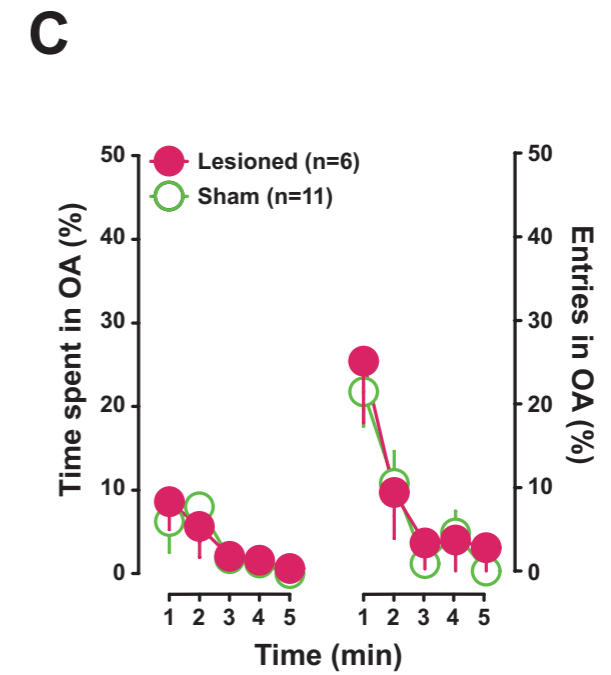 C
Lesioned (n=6)
Sham (n=11)
Time spent in OA (%)
50
40
30
20
10
0
50
40
30
20
10
0
Entries in OA (%)
1 2 3 4 5
1 2 3 4 5
Time (min)